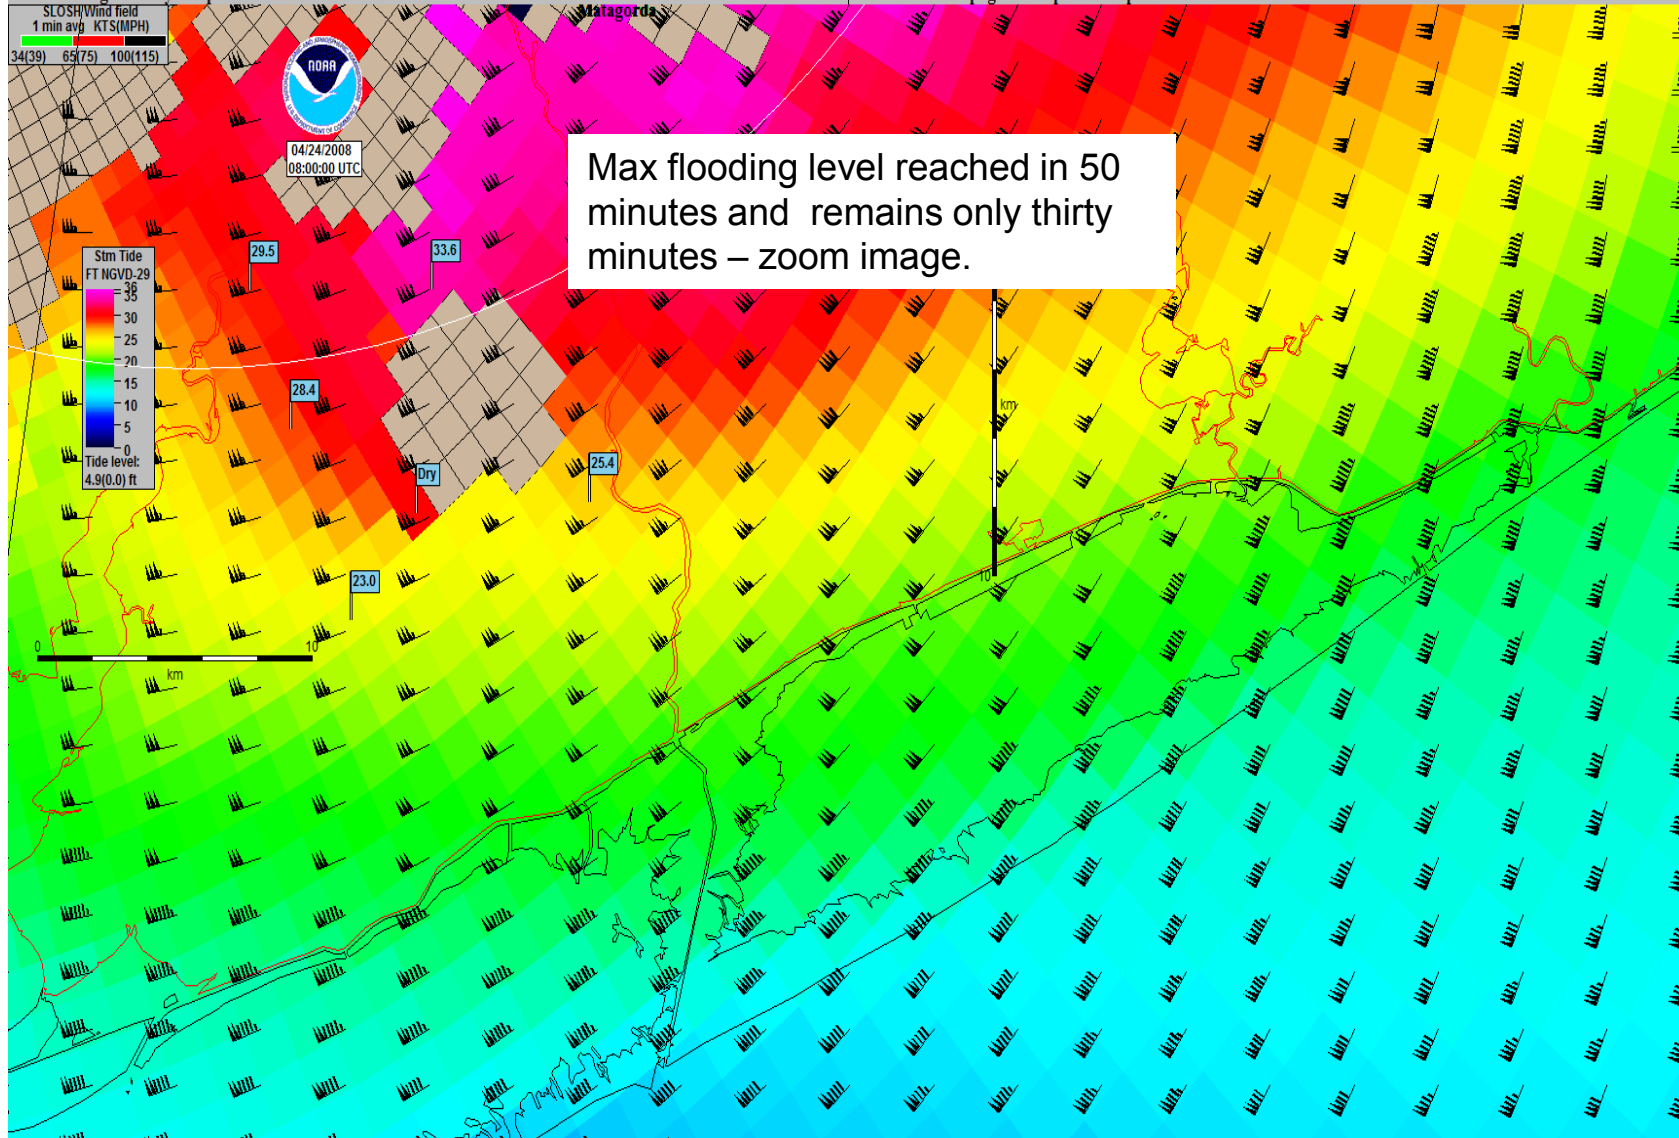 Matagorda
SLOSH Wind field
1 min avg KTS(MPH)
34(39) 65(75) 100(115)
NOAA
04/24/2008
08:00:00 UTC
Max flooding level reached in 50
minutes and remains only thirty
minutes – zoom image.
29.5
33.6
Stm Tide
FT NGVD-29
36
35
30
25
20
15
10
5
0
Tide level:
4.9(0.0) ft
28.4
km
25.4
Dry
10
23.0
0 10
km